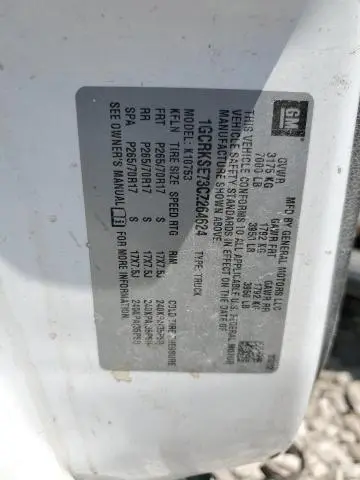 GM
MFD BY GENERAL MOTORS LLC
GVWR GAWR FRT GAWR RR
3175 KG 1792 KG 1792 KG
7000 LB 3950 LB 3950 LB
THIS VEHICLE CONFORMS TO ALL APPLICABLE U.S. FEDERAL MOTOR
VEHICLE SAFETY STANDARDS IN EFFECT ON THE DATE OF
MANUFACTURE SHOWN ABOVE.
1GCRKSE73CZ264624 TYPE: TRUCK
MODEL: K10753
KFLN TIRE SIZE SPEED RTG RIM COLD TIRE PRESSURE
FRT P265/70R17 S 17X7.5J 240KPA(35PSI)
RR P265/70R17 S 17X7.5J 240KPA(35PSI)
SPA P265/70R17 S 17X7.5J 240KPA(35PSI)
SEE OWNER'S MANUAL FOR MORE INFORMATION.